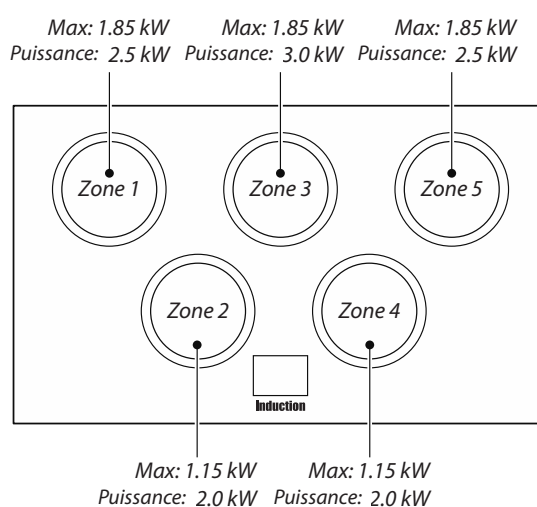 Max: 1.85 kW Max: 1.85 kW Max: 1.85 kW
Puissance: 2.5 kW Puissance: 3.0 kW Puissance: 2.5 kW
Zone 1 Zone 3 Zone 5
Zone 2 Zone 4
Induction
Max: 1.15 kW Max: 1.15 kW
Puissance: 2.0 kW Puissance: 2.0 kW